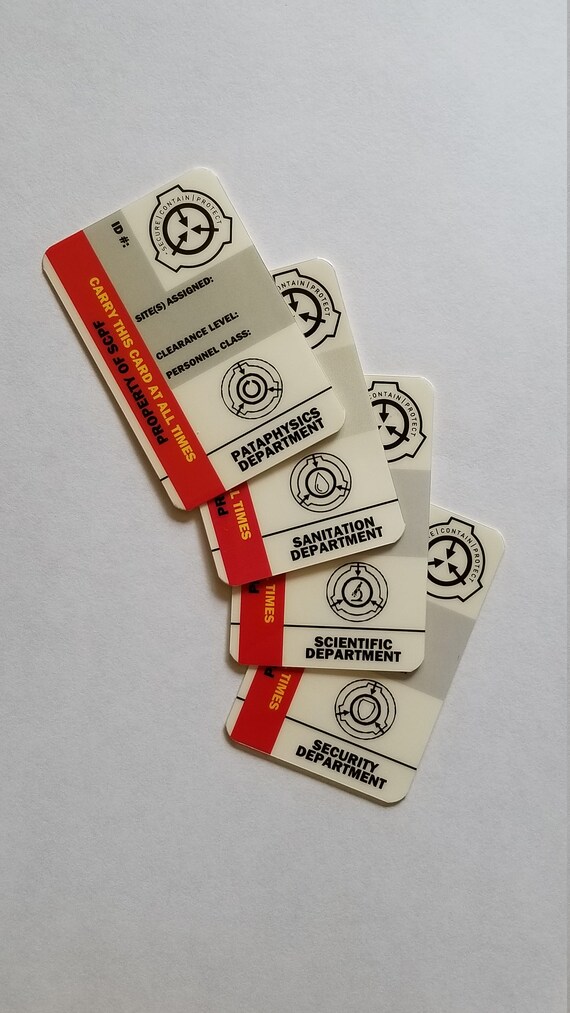 SECURE | CONTAIN | PROTECT
ID #:
SITE(S) ASSIGNED:
CLEARANCE LEVEL:
PERSONNEL CLASS:
CARRY THIS CARD AT ALL TIMES
PROPERTY OF SCPF
PATAPHYSICS
DEPARTMENT
CONTAIN | PROTECT
L TIMES
PR
SANITATION
DEPARTMENT
CONTAIN | PROTECT
TIMES
P
SCIENTIFIC
DEPARTMENT
CONTAIN | PROTECT
TIMES
P
SECURITY
DEPARTMENT